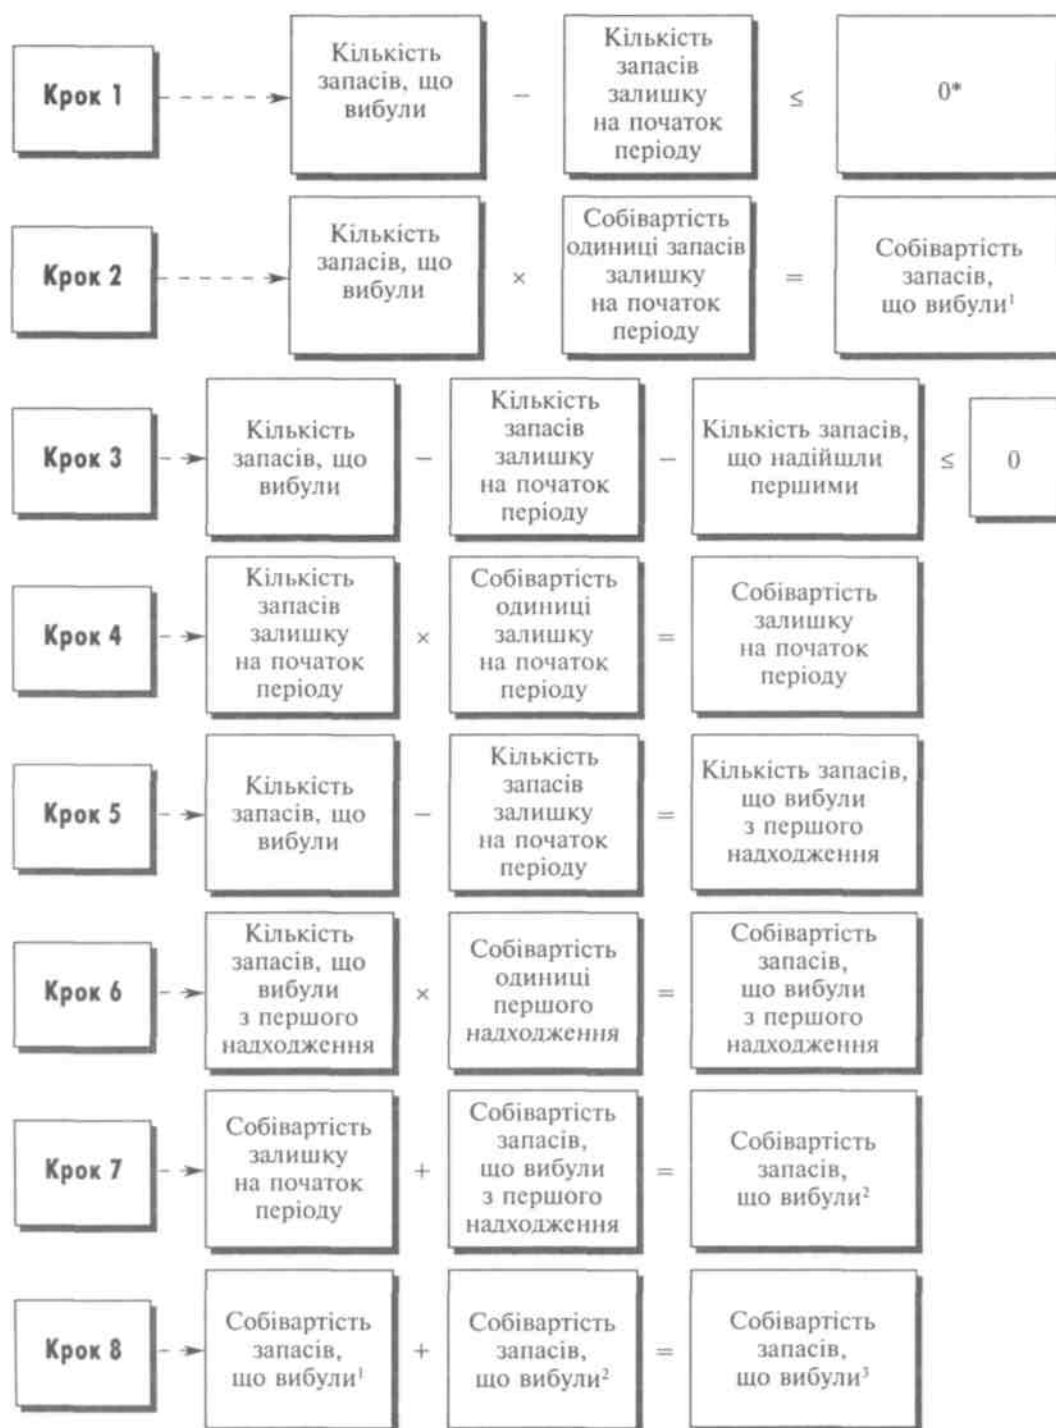 Крок 1
Кількість
запасів, що
вибули
−
Кількість
запасів
залишку
на початок
періоду
≤
0*
Крок 2
Кількість
запасів, що
вибули
×
Собівартість
одиниці запасів
залишку
на початок
періоду
=
Собівартість
запасів,
що вибули¹
Крок 3
Кількість
запасів, що
вибули
−
Кількість
запасів
залишку
на початок
періоду
−
Кількість запасів,
що надійшли
першими
≤
0
Крок 4
Кількість
запасів
залишку
на початок
періоду
×
Собівартість
одиниці
залишку
на початок
періоду
=
Собівартість
залишку
на початок
періоду
Крок 5
Кількість
запасів, що
вибули
−
Кількість
запасів
залишку
на початок
періоду
=
Кількість запасів,
що вибули
з першого
надходження
Крок 6
Кількість
запасів, що
вибули
з першого
надходження
×
Собівартість
одиниці
першого
надходження
=
Собівартість
запасів,
що вибули
з першого
надходження
Крок 7
Собівартість
залишку
на початок
періоду
+
Собівартість
запасів,
що вибули
з першого
надходження
=
Собівартість
запасів,
що вибули²
Крок 8
Собівартість
запасів,
що вибули¹
+
Собівартість
запасів,
що вибули²
=
Собівартість
запасів,
що вибули³